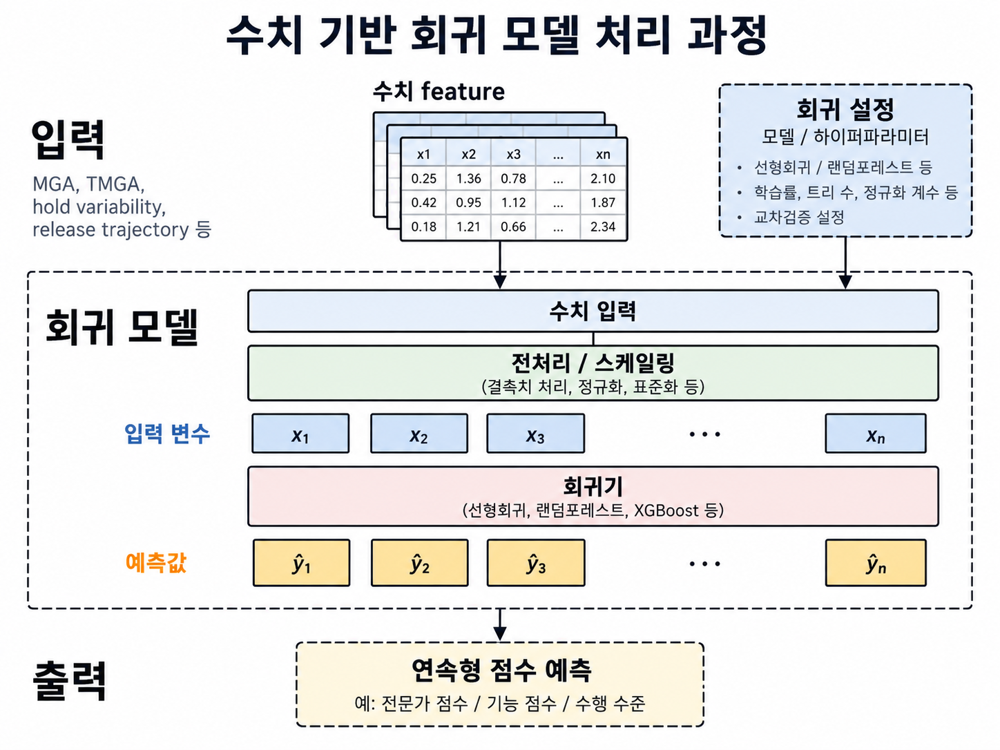 수치 기반 회귀 모델 처리 과정
입력
MGA, TMGA,
hold variability,
release trajectory 등
수치 feature
x1 x2 x3 ... xn
0.25 1.36 0.78 ... 2.10
0.42 0.95 1.12 ... 1.87
0.18 1.21 0.66 ... 2.34
회귀 설정
모델 / 하이퍼파라미터
• 선형회귀 / 랜덤포레스트 등
• 학습률, 트리 수, 정규화 계수 등
• 교차검증 설정
회귀 모델
수치 입력
전처리 / 스케일링
(결측치 처리, 정규화, 표준화 등)
입력 변수
x₁ x₂ x₃ ··· xₙ
회귀기
(선형회귀, 랜덤포레스트, XGBoost 등)
예측값
ŷ₁ ŷ₂ ŷ₃ ··· ŷₙ
출력
연속형 점수 예측
예: 전문가 점수 / 기능 점수 / 수행 수준